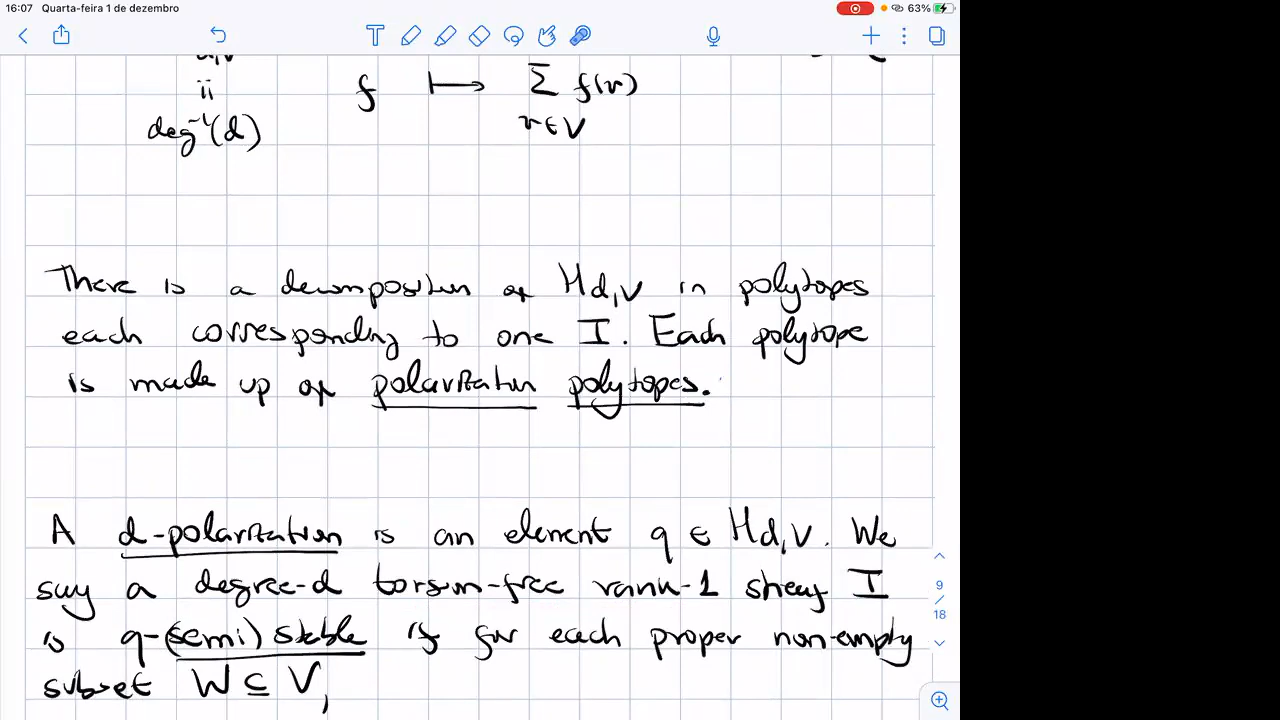 16:07 Quarta-feira 1 de dezembro 63%
f ⟼ Σ f(v)
v∈V
deg⁻¹(d)
There is a decomposition of H d,V in polytopes
each corresponding to one I. Each polytope
is made up of polarization polytopes.
A d-polarization is an element q ∈ H d,V. We
say a degree-d torsion-free rank-1 sheaf I
is q-(semi)stable if for each proper non-empty
subset W ⊆ V,
9
/
18